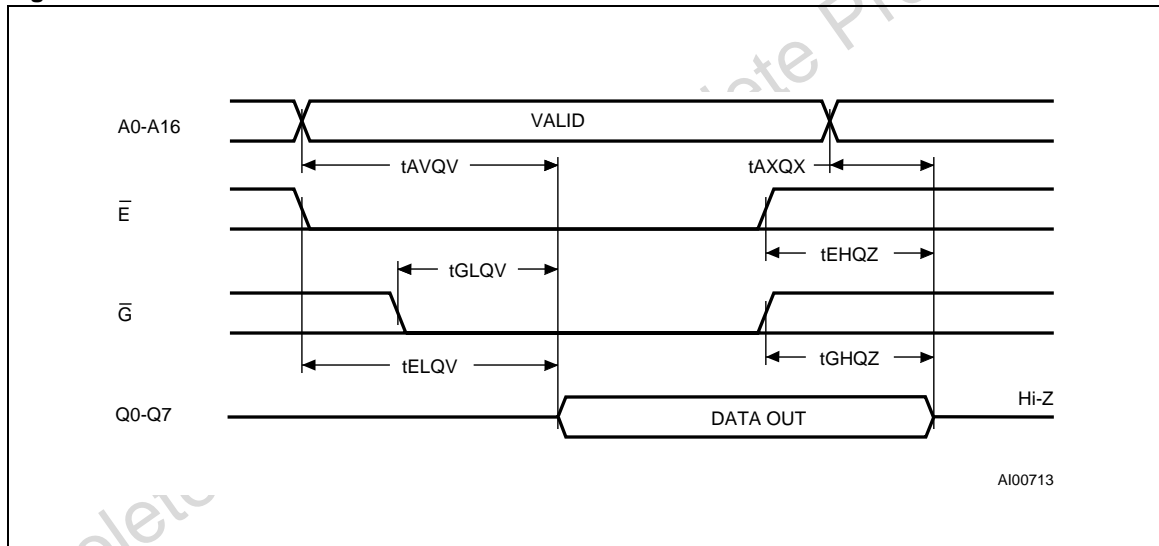 A0-A16
VALID
tAVQV
tAXQX
E̅
tEHQZ
tGLQV
G̅
tGHQZ
tELQV
Q0-Q7
DATA OUT
Hi-Z
AI00713